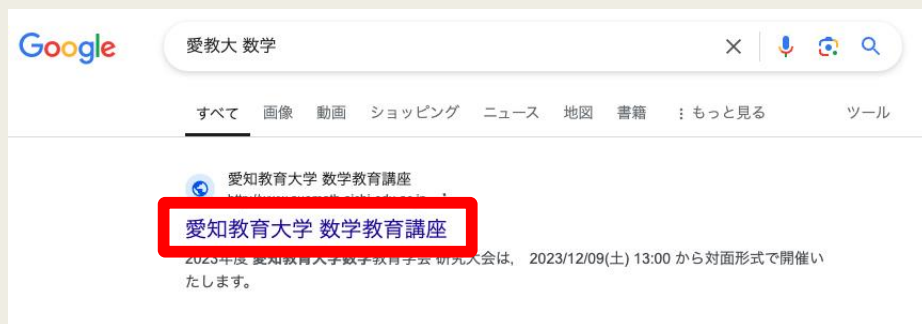 Google
愛教大 数学
すべて 画像 動画 ショッピング ニュース 地図 書籍 : もっと見る ツール
愛知教育大学 数学教育講座
愛知教育大学 数学教育講座
2023年度 愛知教育大学数学教育学会 研究大会は, 2023/12/09(土) 13:00 から対面形式で開催い
たします。